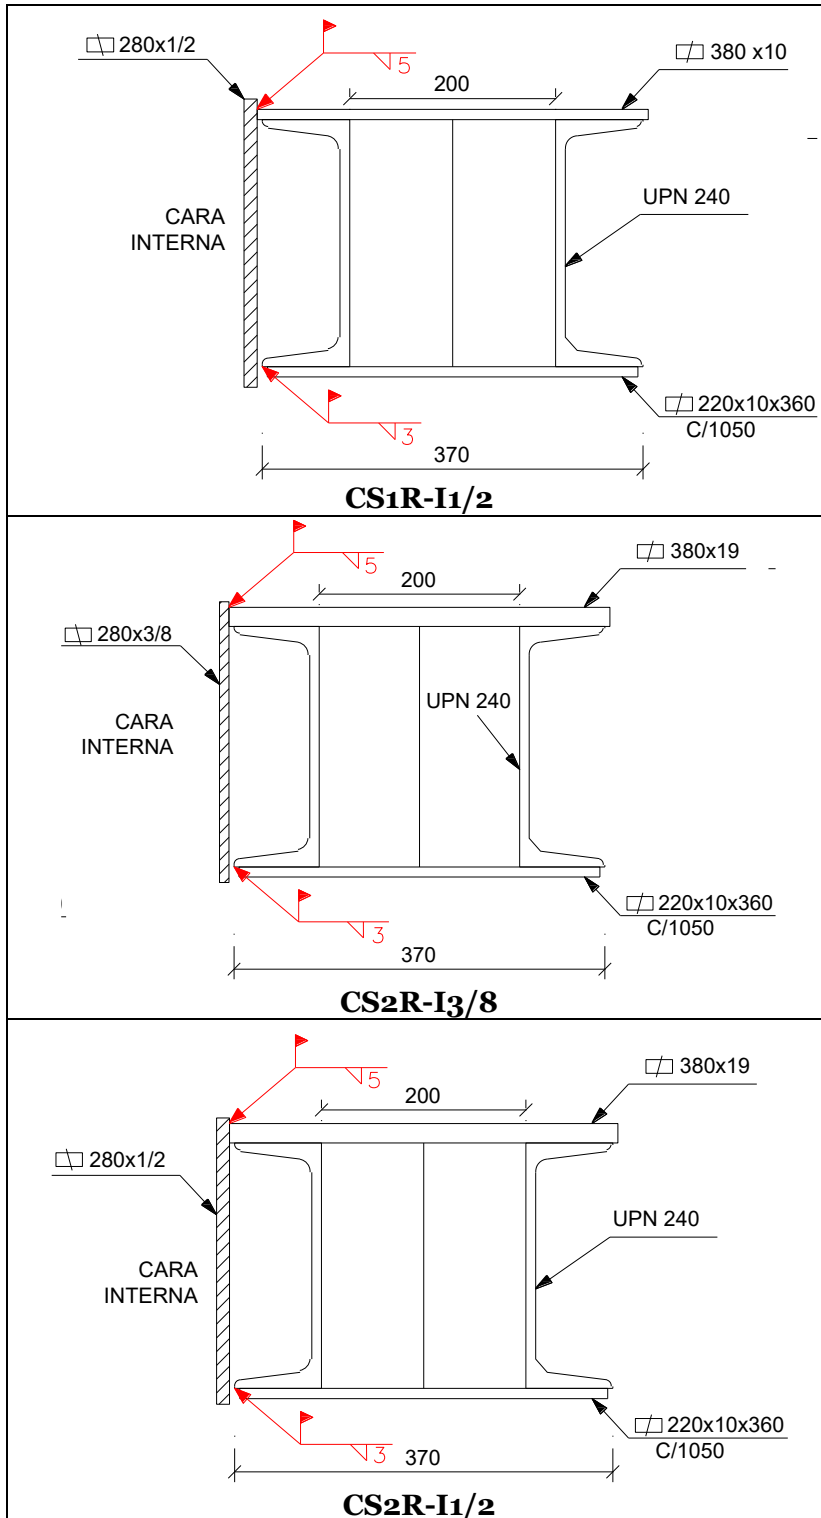 280x1/2
5
380 x10
200
UPN 240
CARA
INTERNA
220x10x360
C/1050
3
370
CS1R-I1/2
5
380x19
200
280x3/8
UPN 240
CARA
INTERNA
220x10x360
C/1050
3
370
CS2R-I3/8
5
380x19
200
280x1/2
UPN 240
CARA
INTERNA
220x10x360
C/1050
3
370
CS2R-I1/2